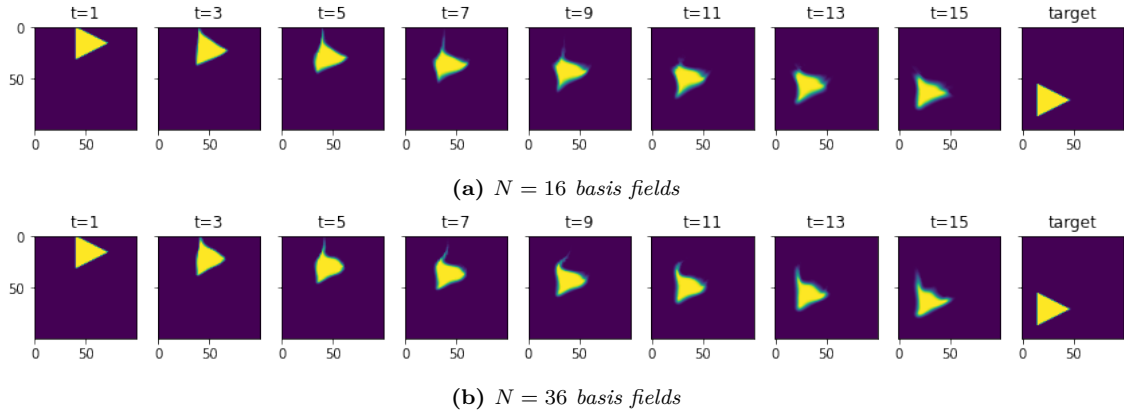 t=1 t=3 t=5 t=7 t=9 t=11 t=13 t=15 target
0
50
0 50 0 50 0 50 0 50 0 50 0 50 0 50 0 50 0 50
(a) N = 16 basis fields
t=1 t=3 t=5 t=7 t=9 t=11 t=13 t=15 target
0
50
0 50 0 50 0 50 0 50 0 50 0 50 0 50 0 50 0 50
(b) N = 36 basis fields